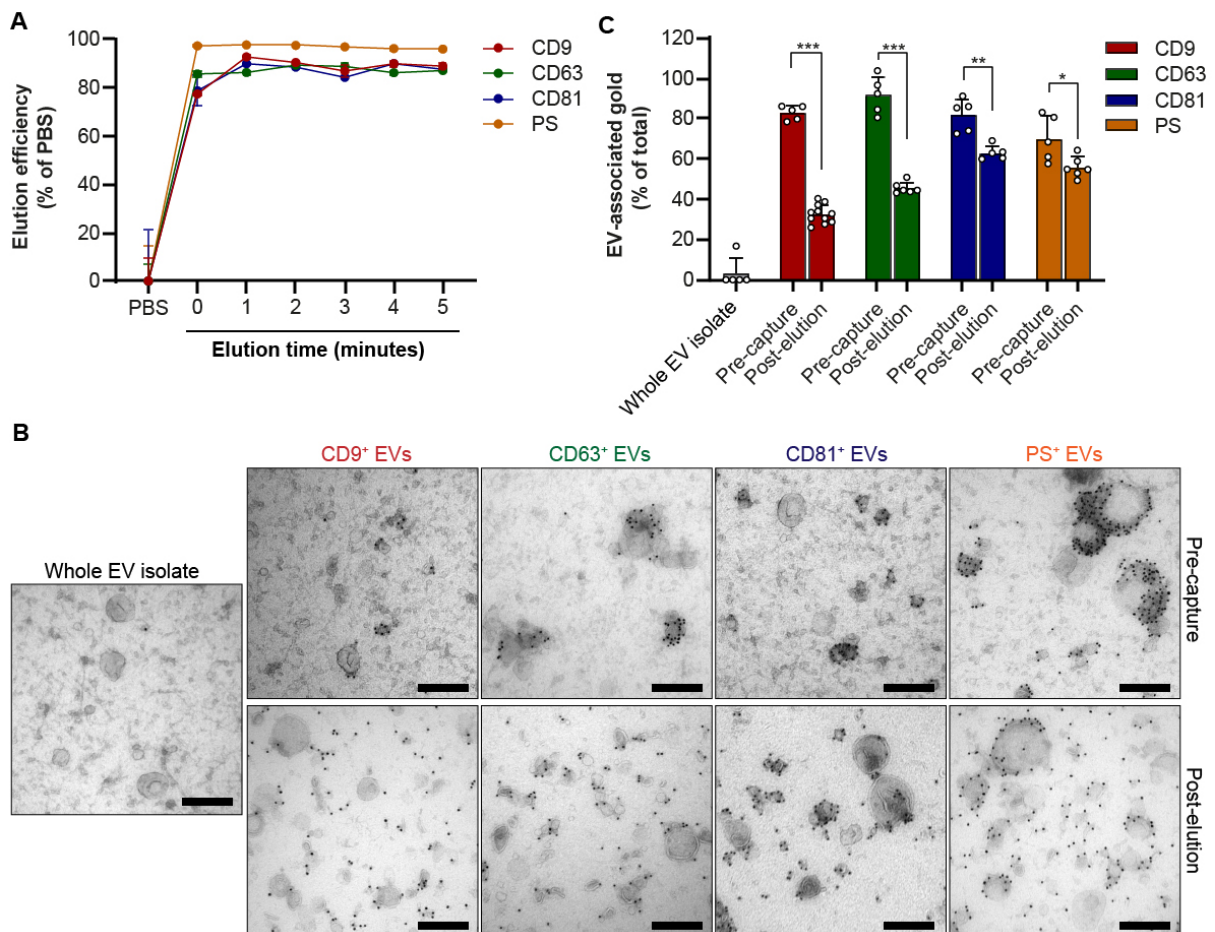 A
Elution efficiency
(% of PBS)
100
80
60
40
20
0
PBS
0 1 2 3 4 5
Elution time (minutes)
CD9
CD63
CD81
PS
C
EV-associated gold
(% of total)
120
100
80
60
40
20
0
***
***
**
*
CD9
CD63
CD81
PS
Whole EV isolate
Pre-capture
Post-elution
Pre-capture
Post-elution
Pre-capture
Post-elution
Pre-capture
Post-elution
B
CD9⁺ EVs
CD63⁺ EVs
CD81⁺ EVs
PS⁺ EVs
Whole EV isolate
Pre-capture
Post-elution